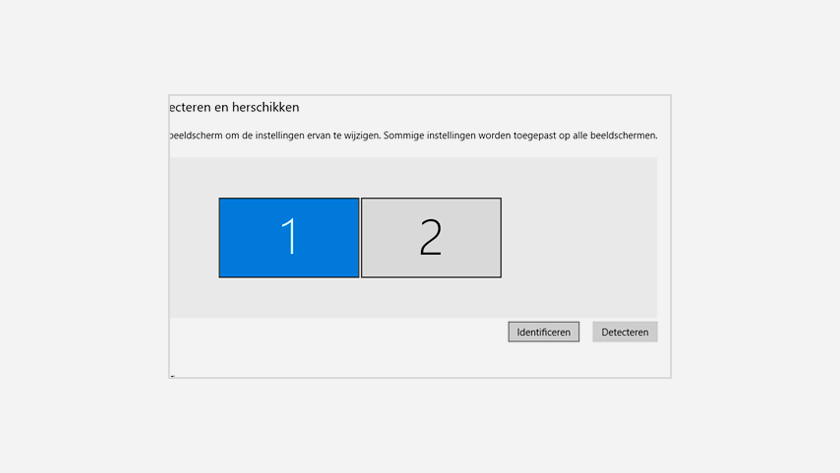 ecteren en herschikken
beeldscherm om de instellingen ervan te wijzigen. Sommige instellingen worden toegepast op alle beeldschermen.
1 2
Identificeren Detecteren